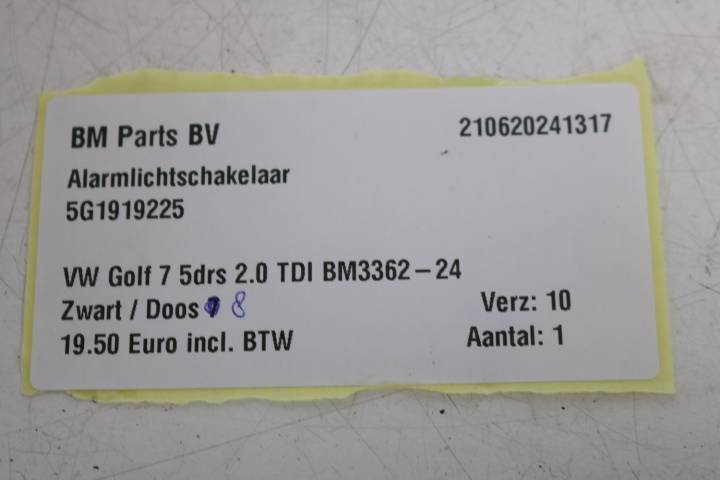 BM Parts BV 210620241317
Alarmlichtschakelaar
5G1919225
VW Golf 7 5drs 2.0 TDI BM3362-24
Zwart / Doos 8 Verz: 10
19.50 Euro incl. BTW Aantal: 1